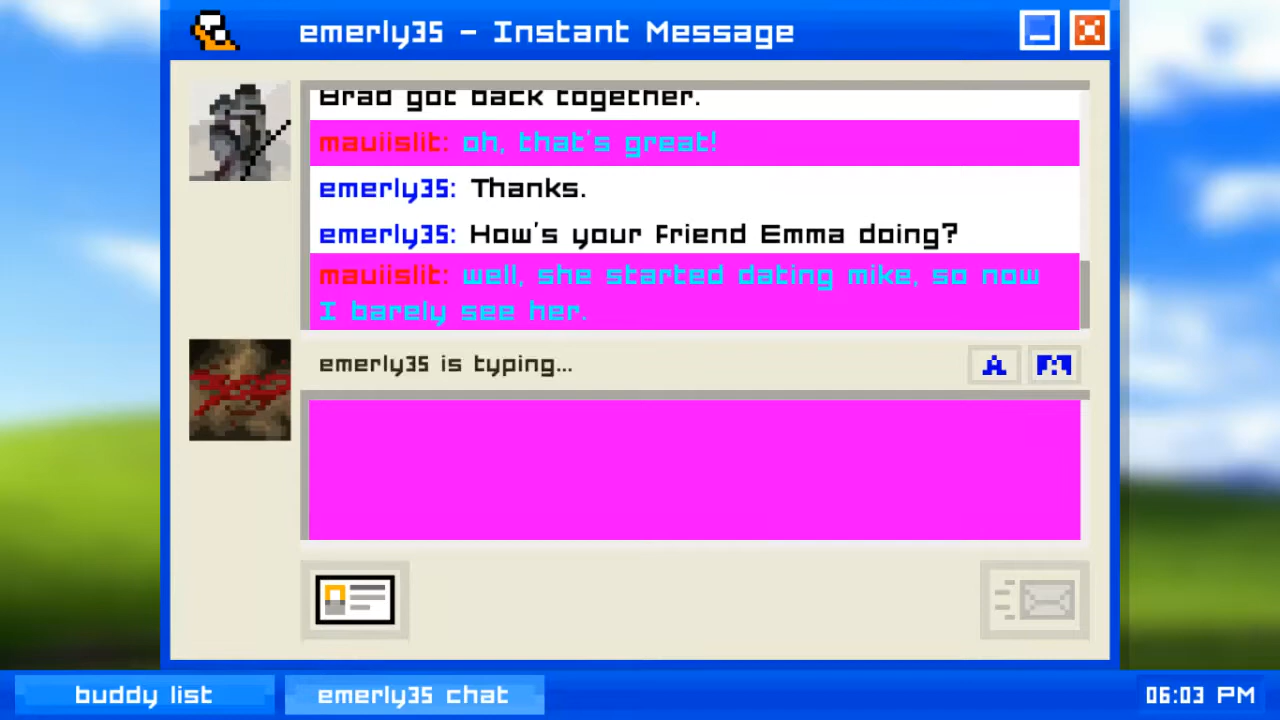 emerly35 - Instant Message
Brad got back together.
mauiislit: oh, that's great!
emerly35: Thanks.
emerly35: How's your friend Emma doing?
mauiislit: well, she started dating mike, so now
I barely see her.
emerly35 is typing...
A
buddy list
emerly35 chat
06:03 PM